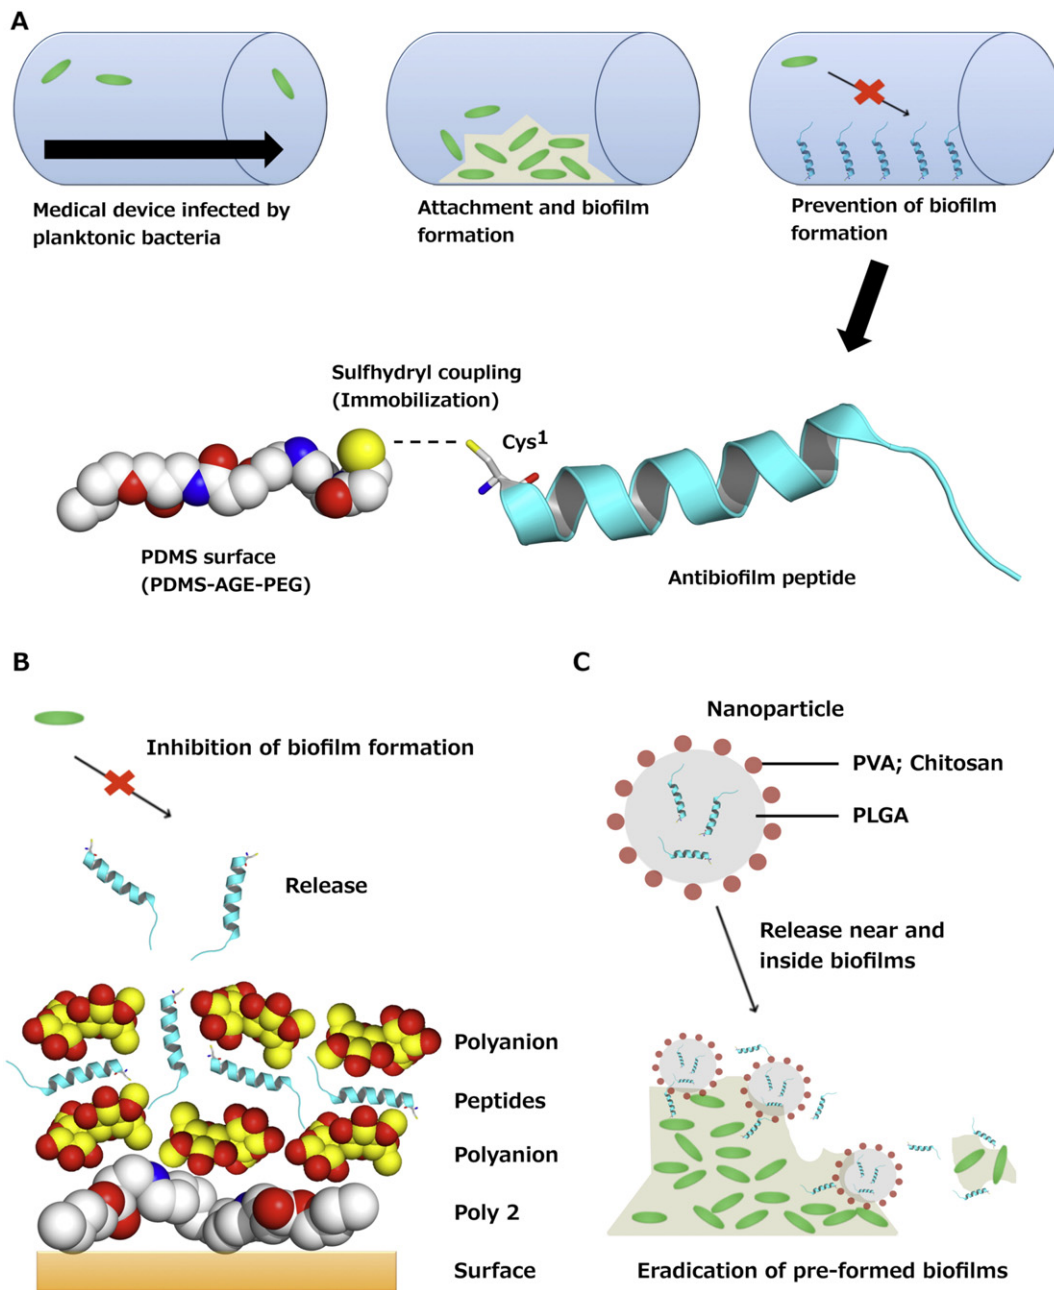 A
Medical device infected by
planktonic bacteria
Attachment and biofilm
formation
Prevention of biofilm
formation
Sulfhydryl coupling
(Immobilization)
Cys1
PDMS surface
(PDMS-AGE-PEG)
Antibiofilm peptide
B
Inhibition of biofilm formation
Release
Polyanion
Peptides
Polyanion
Poly 2
Surface
C
Nanoparticle
PVA; Chitosan
PLGA
Release near and
inside biofilms
Eradication of pre-formed biofilms